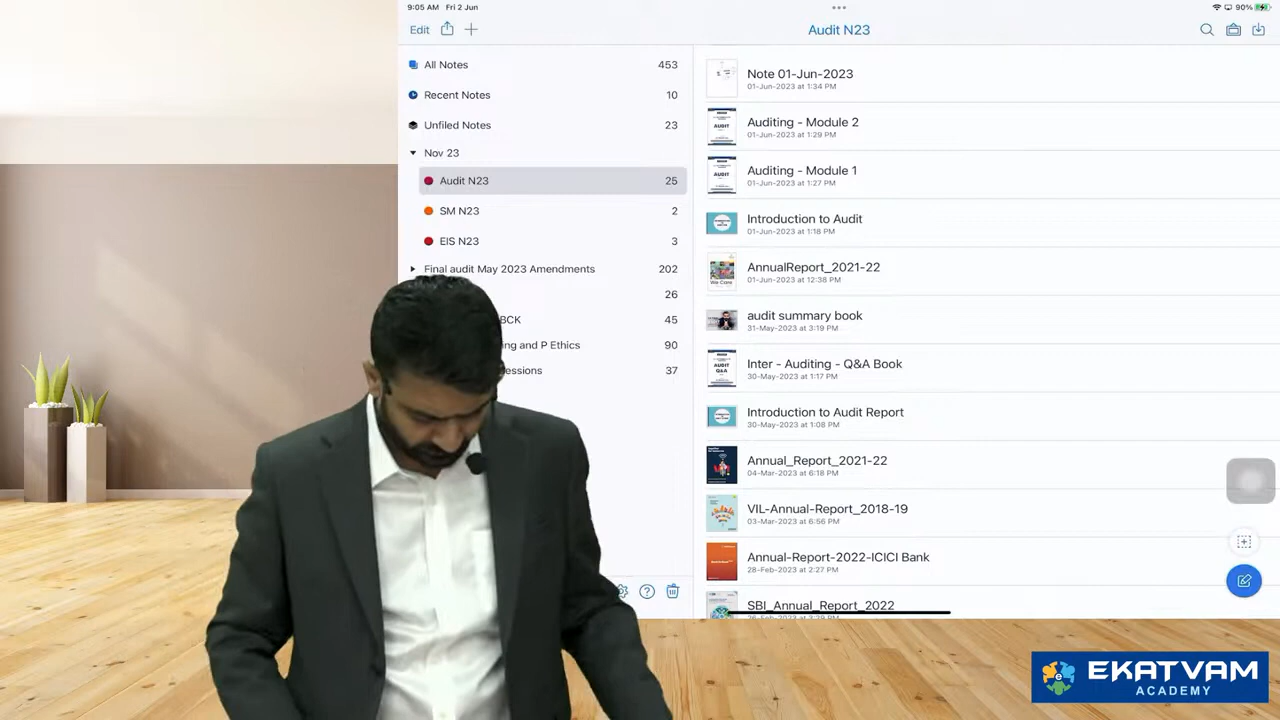 9:05 AM Fri 2 Jun
90%
Edit
Audit N23
All Notes 453
Recent Notes 10
Unfiled Notes 23
Nov 23
Audit N23 25
SM N23 2
EIS N23 3
Final audit May 2023 Amendments 202
26
BCK 45
ng and P Ethics 90
essions 37
Note 01-Jun-2023
01-Jun-2023 at 1:34 PM
Auditing - Module 2
01-Jun-2023 at 1:29 PM
Auditing - Module 1
01-Jun-2023 at 1:27 PM
Introduction to Audit
01-Jun-2023 at 1:18 PM
AnnualReport_2021-22
01-Jun-2023 at 12:38 PM
audit summary book
31-May-2023 at 3:19 PM
Inter - Auditing - Q&A Book
30-May-2023 at 1:17 PM
Introduction to Audit Report
30-May-2023 at 1:08 PM
Annual_Report_2021-22
04-Mar-2023 at 6:18 PM
VIL-Annual-Report_2018-19
03-Mar-2023 at 6:56 PM
Annual-Report-2022-ICICI Bank
28-Feb-2023 at 2:27 PM
SBI_Annual_Report_2022
AUDIT
AUDIT
We Care
AUDIT
Q&A
EKATVAM
ACADEMY